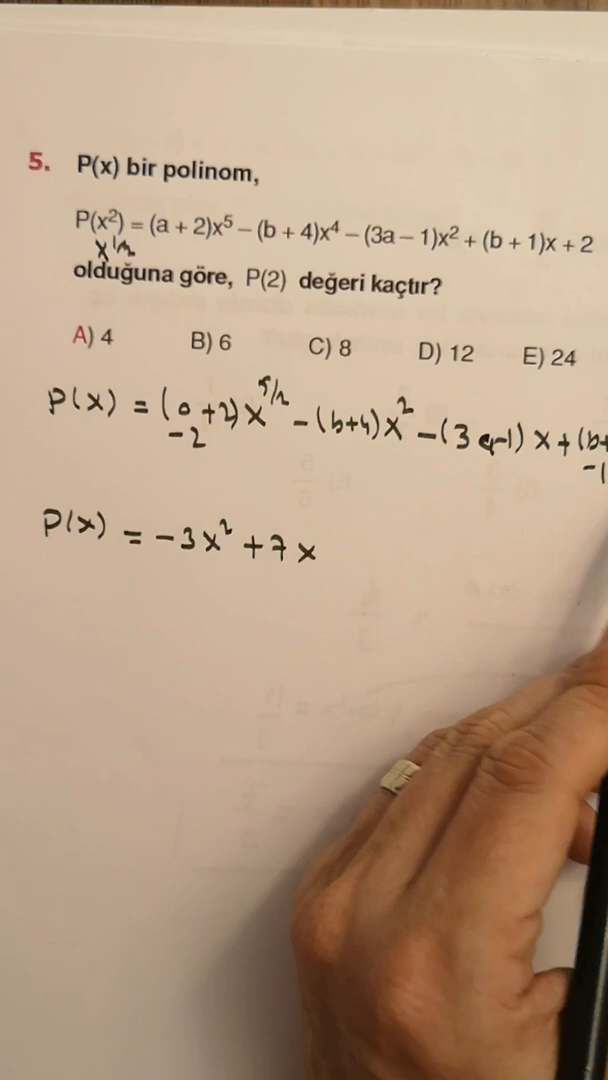 5. P(x) bir polinom,
P(x²) = (a + 2)x⁵ – (b + 4)x⁴ – (3a – 1)x² + (b + 1)x + 2
x^1/2
olduğuna göre, P(2) değeri kaçtır?
A) 4 B) 6 C) 8 D) 12 E) 24
P(x) = (a+2)x^5/2 – (b+4)x² – (3a-1)x + (b+
-2 -1
P(x) = -3x² + 7x